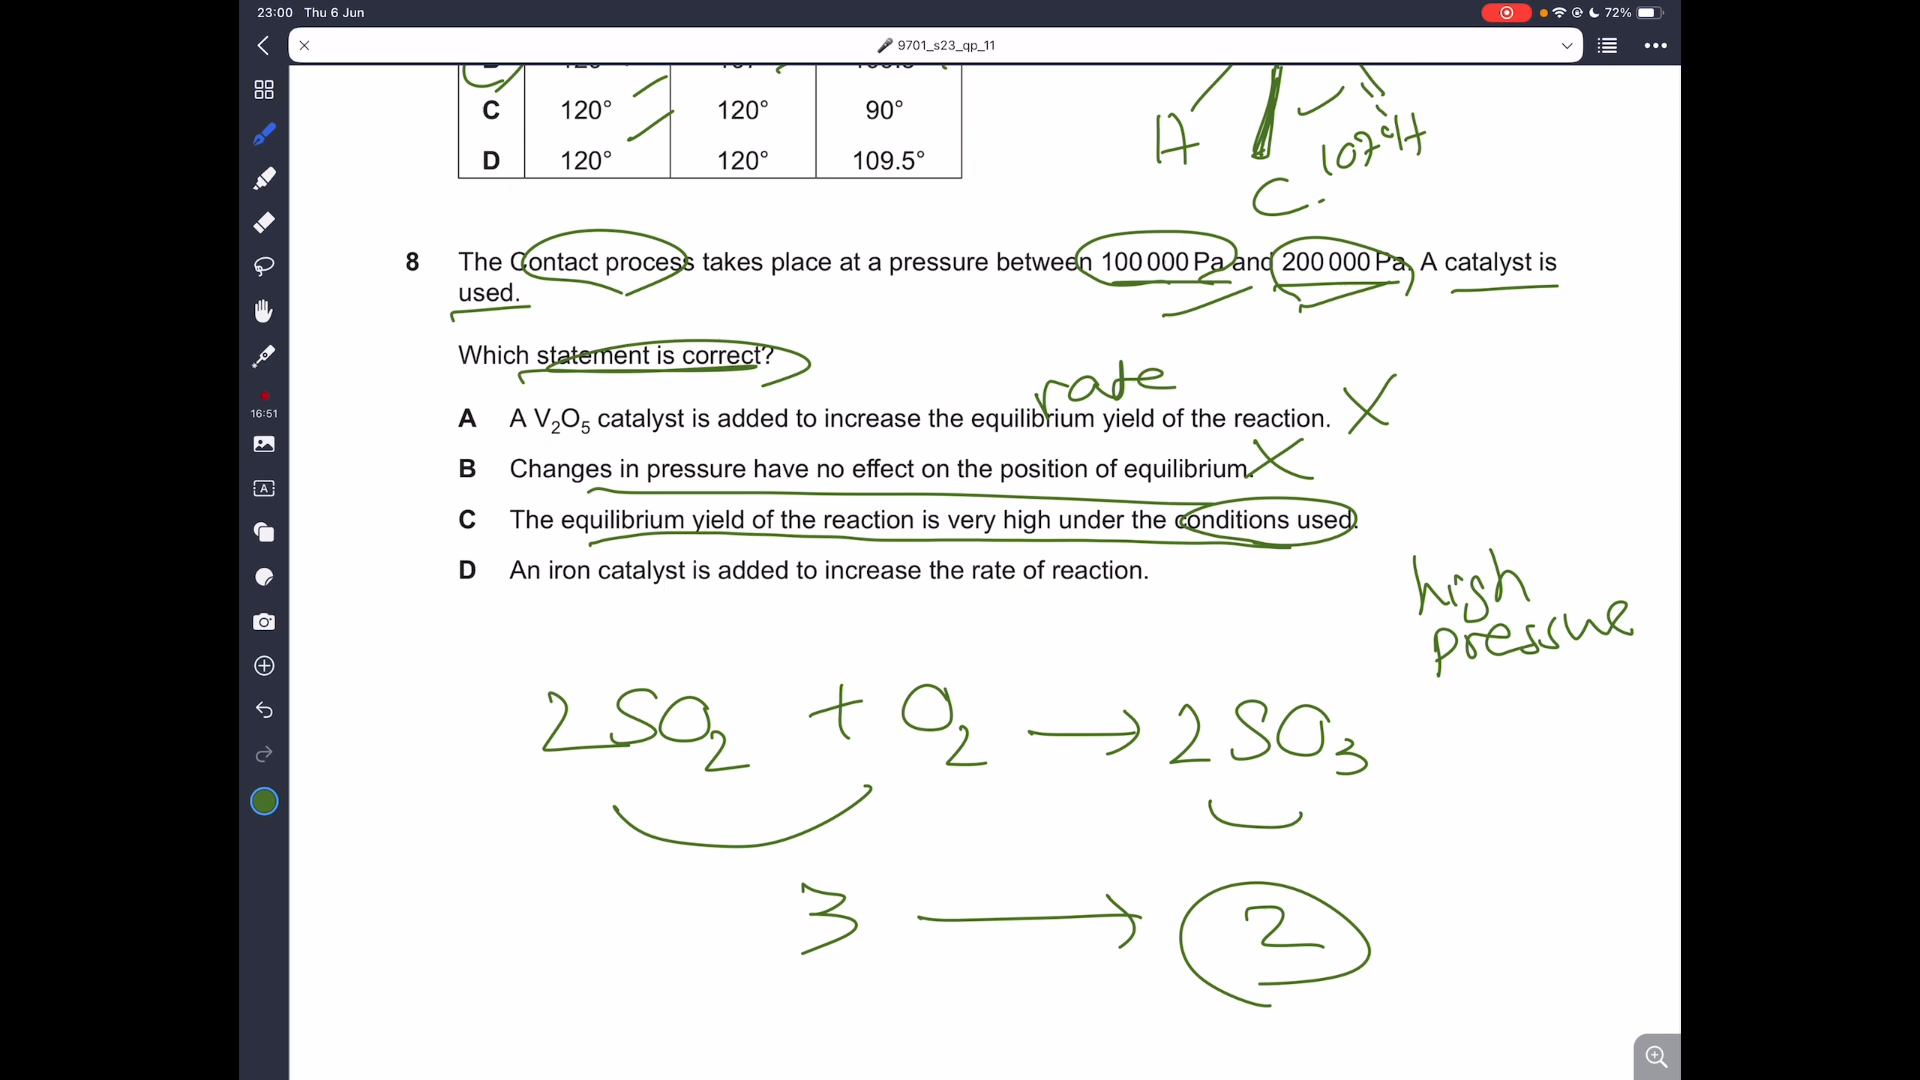 23:00 Thu 6 Jun
72%
9701_s23_qp_11
C 120° 120° 90°
D 120° 120° 109.5°
H
107° H
C.
8 The Contact process takes place at a pressure between 100 000 Pa and 200 000 Pa. A catalyst is
used.
Which statement is correct?
rate
A A V2O5 catalyst is added to increase the equilibrium yield of the reaction. X
B Changes in pressure have no effect on the position of equilibrium. X
C The equilibrium yield of the reaction is very high under the conditions used.
D An iron catalyst is added to increase the rate of reaction.
high
pressure
2SO2 + O2 → 2SO3
3 → 2
16:51
A